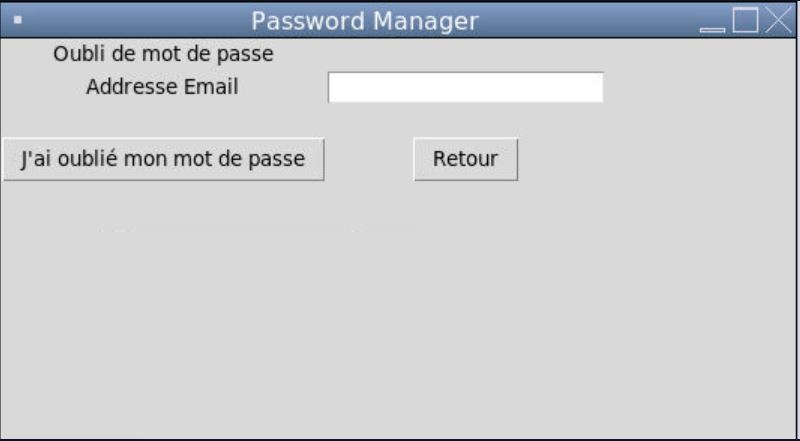 Password Manager
Oubli de mot de passe
Addresse Email
J'ai oublié mon mot de passe
Retour